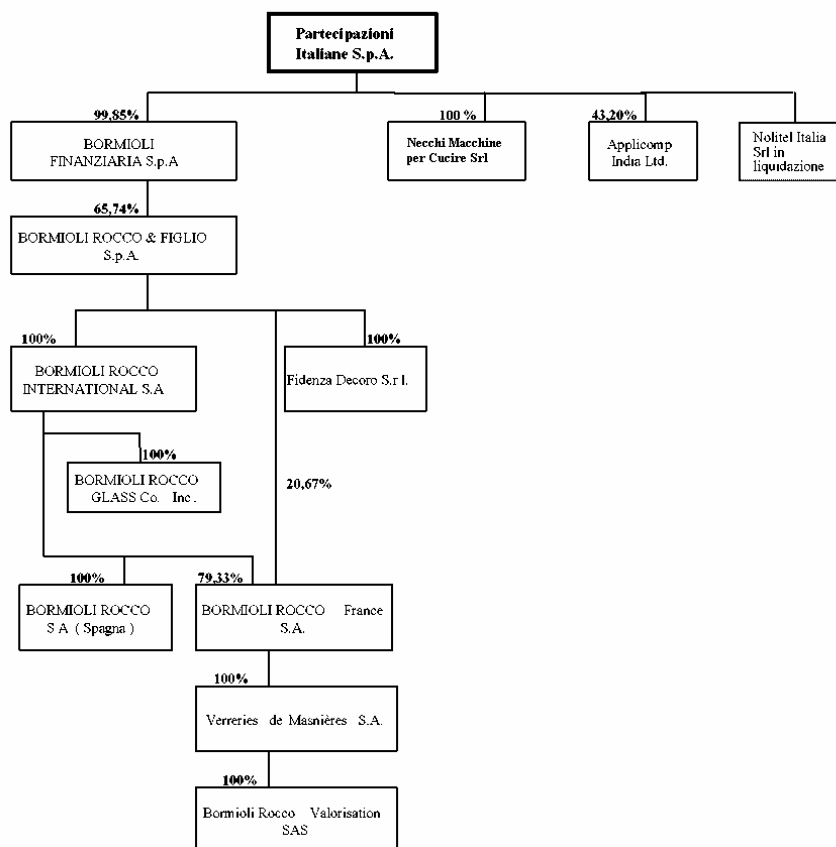 Partecipazioni
Italiane S.p.A.
99,85%
100 %
43,20%
BORMIOLI
FINANZIARIA S.p.A
Necchi Macchine
per Cucire Srl
Applicomp
India Ltd.
Nolitel Italia
Srl in
liquidazione
65,74%
BORMIOLI ROCCO & FIGLIO
S.p.A.
100%
100%
BORMIOLI ROCCO
INTERNATIONAL S.A
Fidenza Decoro S.r l.
100%
BORMIOLI ROCCO
GLASS Co. Inc.
20,67%
100%
79,33%
BORMIOLI ROCCO
S A ( Spagna )
BORMIOLI ROCCO France
S.A.
100%
Verreries de Masnières S.A.
100%
Bormioli Rocco Valorisation
SAS